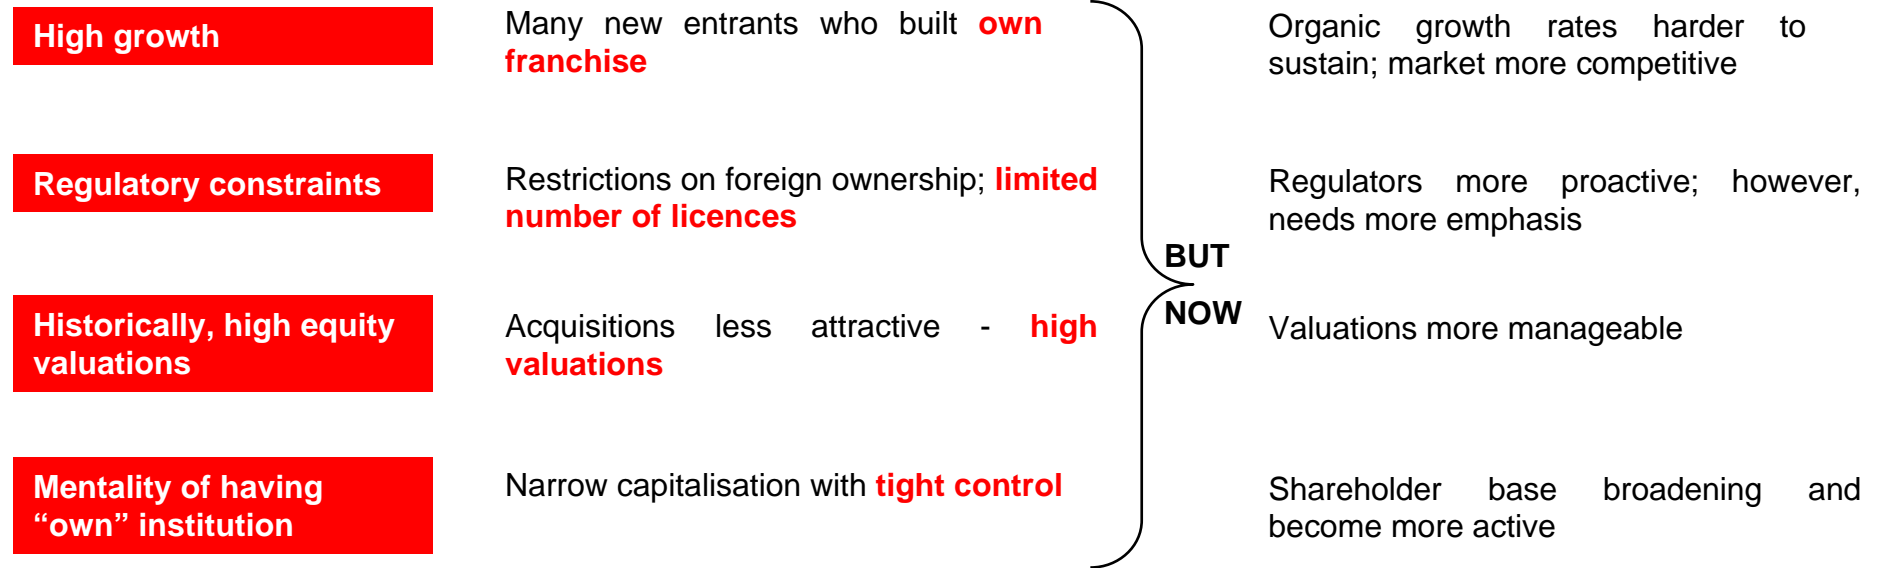 High growth
Many new entrants who built own
franchise
Organic growth rates harder to
sustain; market more competitive
Regulatory constraints
Restrictions on foreign ownership; limited
number of licences
Regulators more proactive; however,
needs more emphasis
BUT
NOW
Historically, high equity
valuations
Acquisitions less attractive - high
valuations
Valuations more manageable
Mentality of having
“own” institution
Narrow capitalisation with tight control
Shareholder base broadening and
become more active